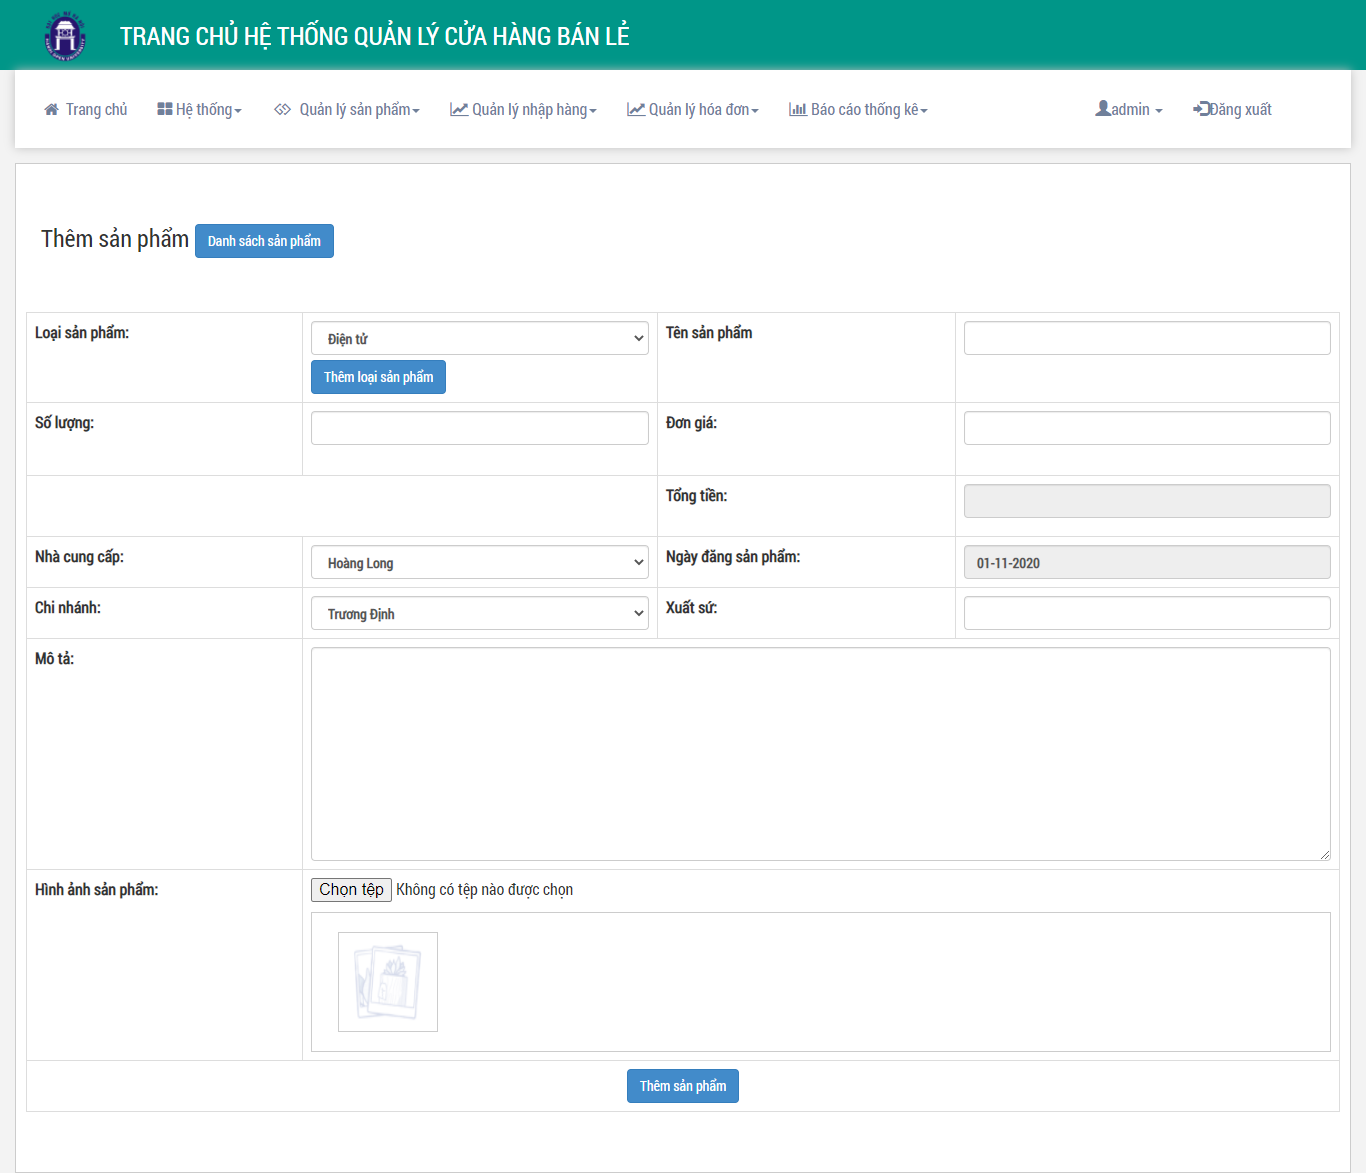 TRANG CHỦ HỆ THỐNG QUẢN LÝ CỬA HÀNG BÁN LẺ
Trang chủ Hệ thống Quản lý sản phẩm Quản lý nhập hàng Quản lý hóa đơn Báo cáo thống kê admin Đăng xuất
Thêm sản phẩm Danh sách sản phẩm
Loại sản phẩm: Điện tử Tên sản phẩm
Thêm loại sản phẩm
Số lượng: Đơn giá:
Tổng tiền:
Nhà cung cấp: Hoàng Long Ngày đăng sản phẩm: 01-11-2020
Chi nhánh: Trương Định Xuất sứ:
Mô tả:
Hình ảnh sản phẩm: Chọn tệp Không có tệp nào được chọn
Thêm sản phẩm